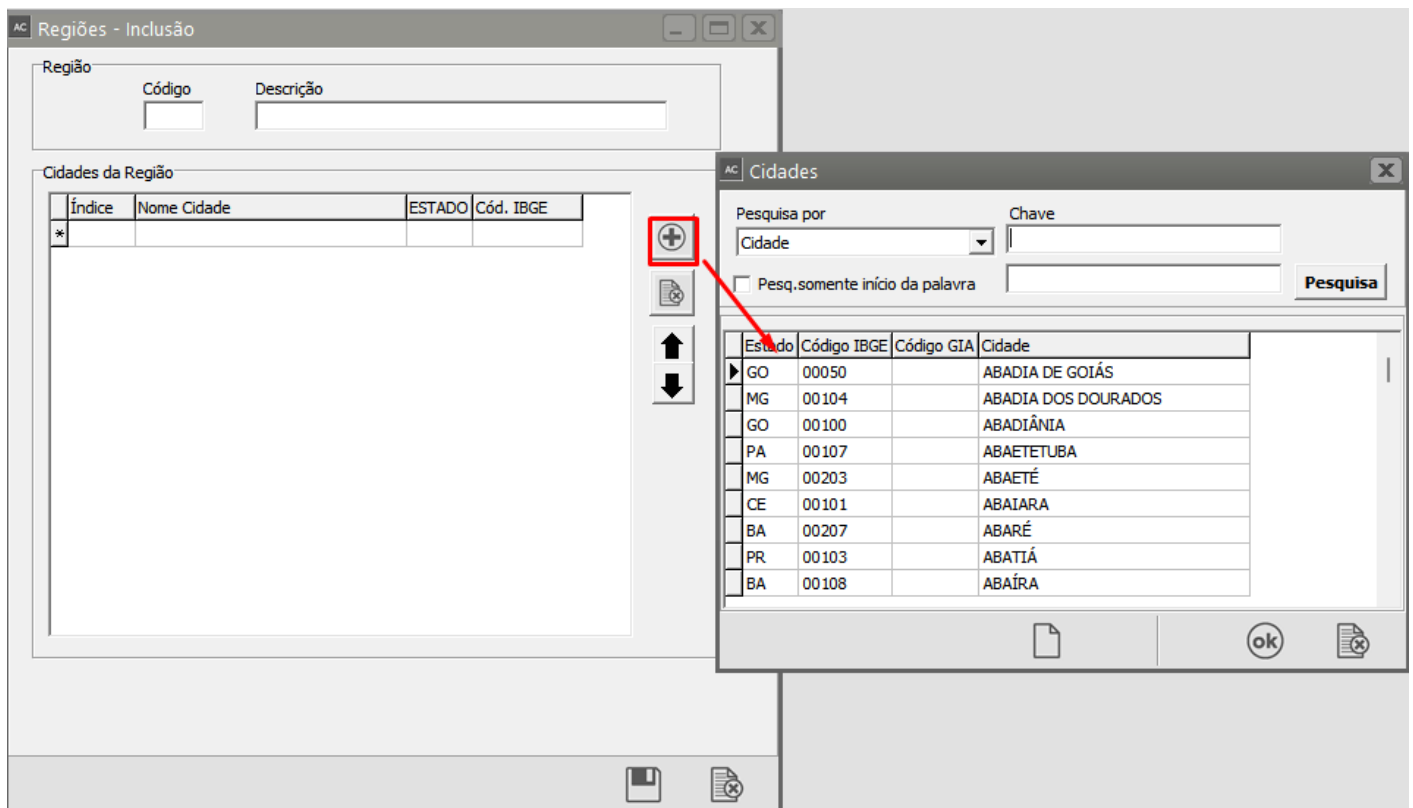 AC Regiões - Inclusão
Região
Código Descrição
Cidades da Região
Índice Nome Cidade ESTADO Cód. IBGE
*
AC Cidades
Pesquisa por Chave
Cidade
Pesq.somente início da palavra Pesquisa
Estado Código IBGE Código GIA Cidade
GO 00050 ABADIA DE GOIÁS
MG 00104 ABADIA DOS DOURADOS
GO 00100 ABADIÂNIA
PA 00107 ABAETETUBA
MG 00203 ABAETÉ
CE 00101 ABAIARA
BA 00207 ABARÉ
PR 00103 ABATIÁ
BA 00108 ABAÍRA
ok